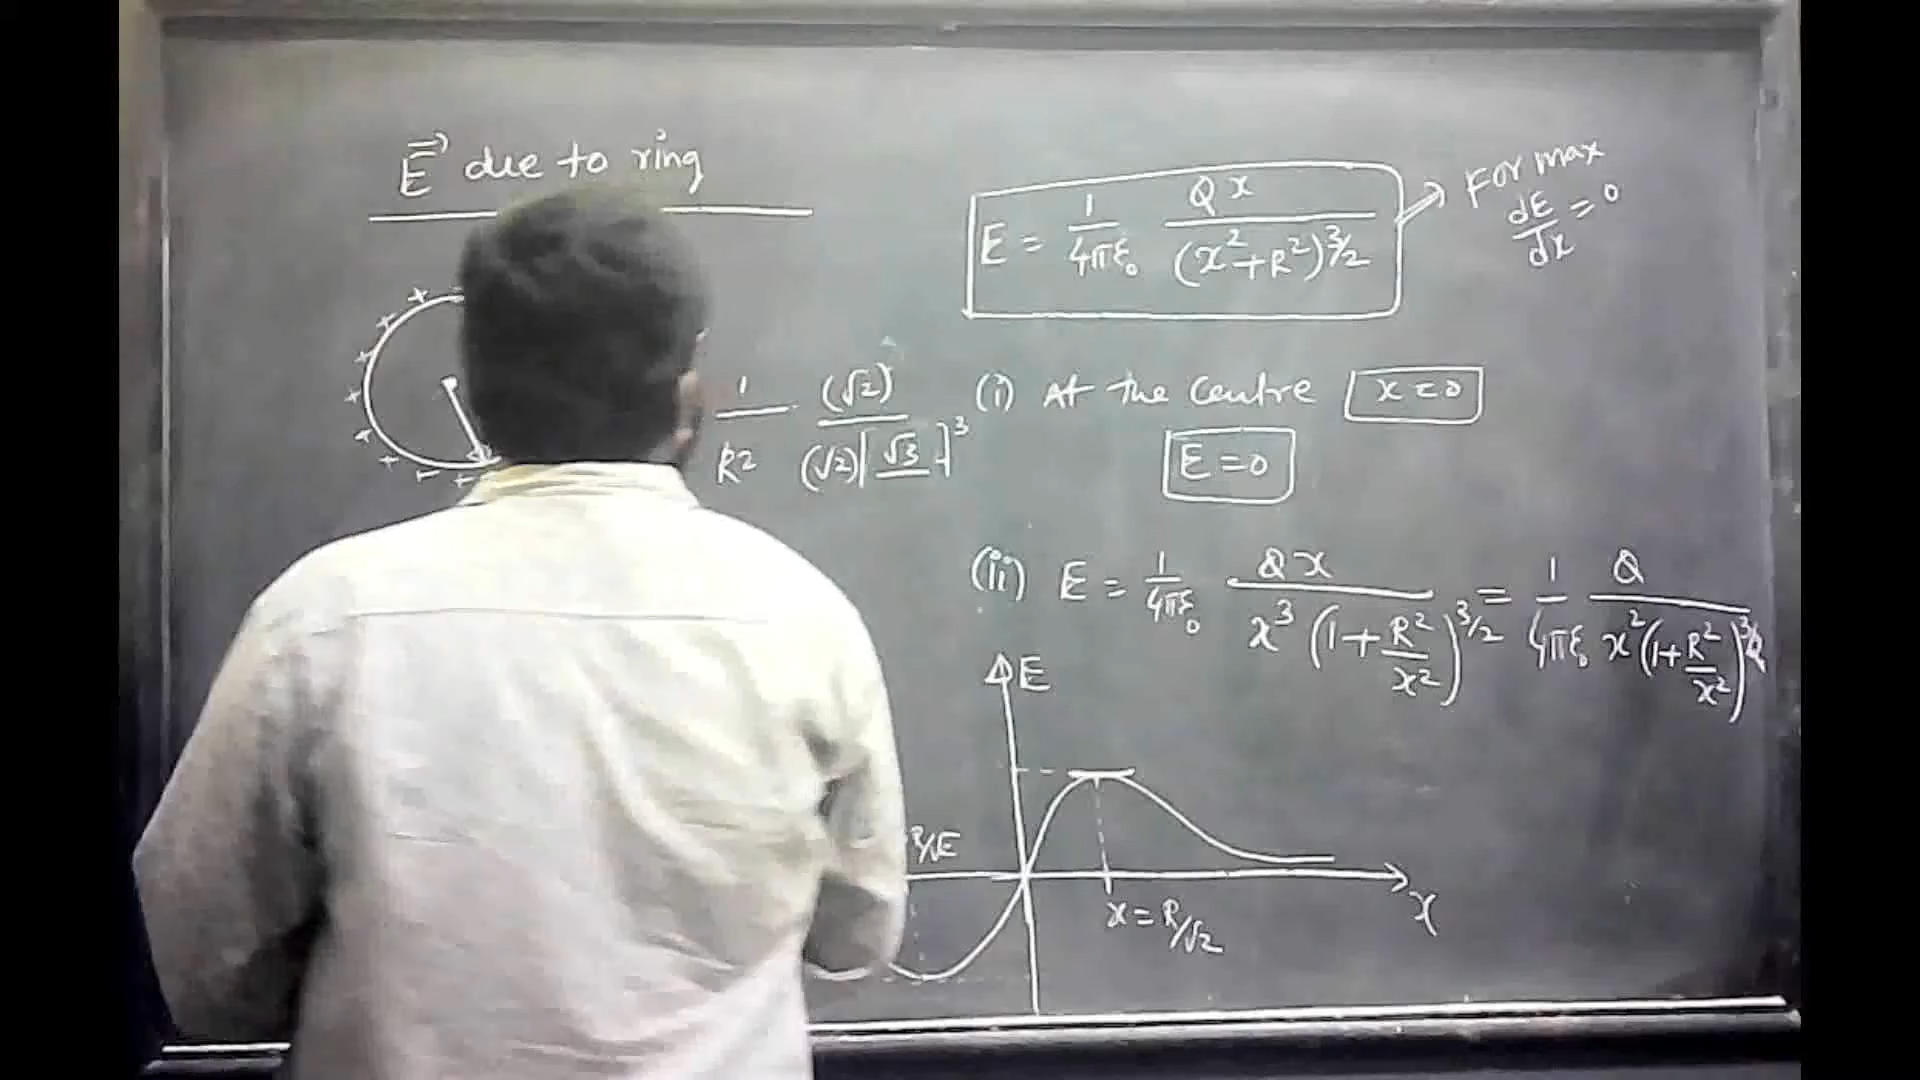 E⃗ due to ring
E = 1/4πε₀ Qx/(x²+R²)^3/2
For max
dE/dx = 0
1/R² (√2)/(√2)[√3]³
(i) At the centre x = 0
E = 0
(ii) E = 1/4πε₀ Qx/x³(1+R²/x²)^3/2 = 1/4πε₀ Q/x²(1+R²/x²)^3/2
E
x
x = R/√2